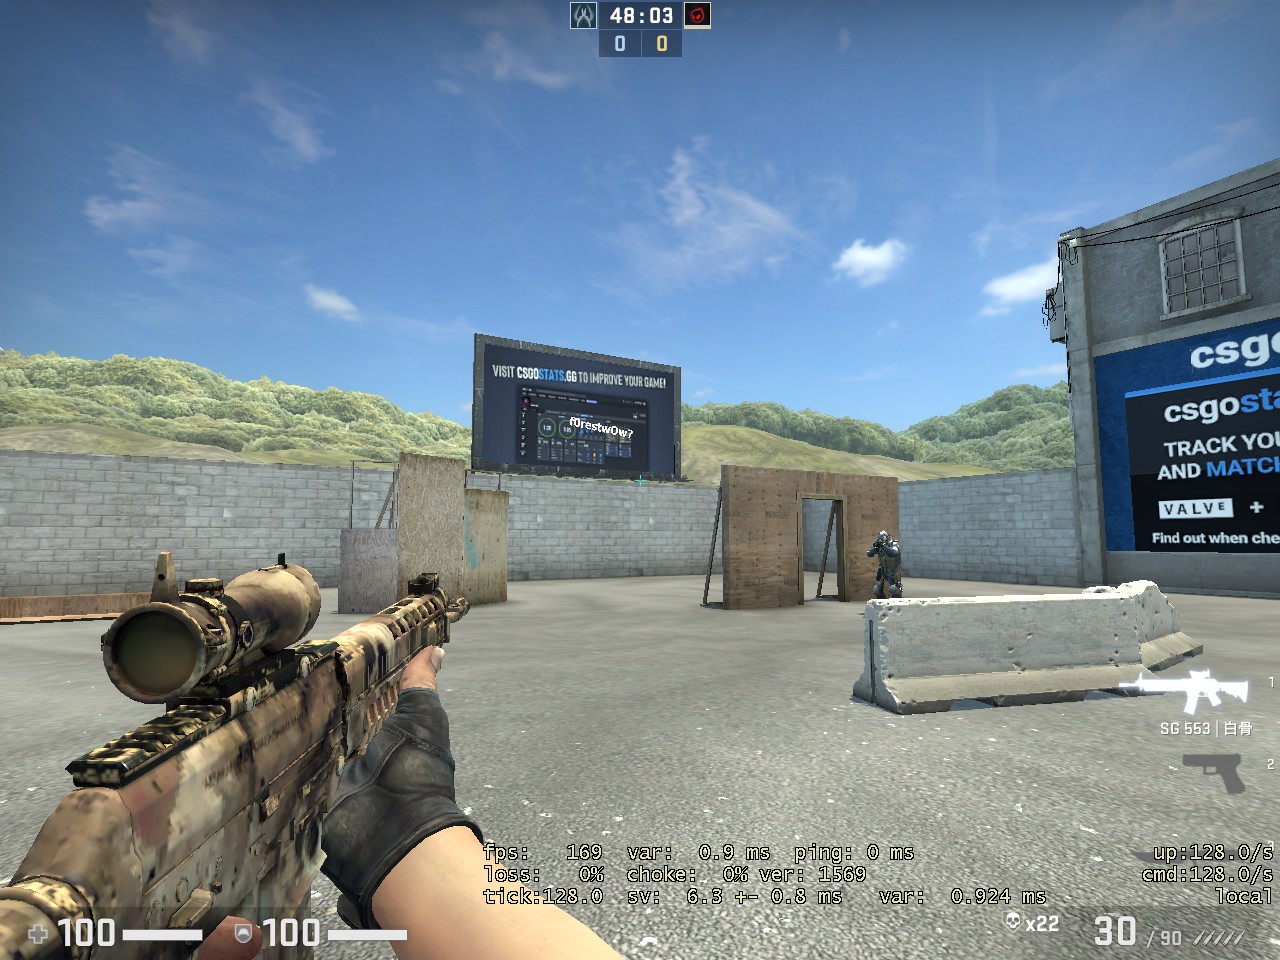 48:03
0 0
VISIT CSGOSTATS.GG TO IMPROVE YOUR GAME!
f0restwOw?
csgo
csgosta
TRACK YOU
AND MATCH
VALVE +
Find out when che
1
SG 553 | 白骨
2
fps: 169 var: 0.9 ms ping: 0 ms
loss: 0% choke: 0% ver: 1569
tick:128.0 sv: 6.3 +- 0.8 ms var: 0.924 ms
up:128.0/s
cmd:128.0/s
local
100 100
x22 30 / 90